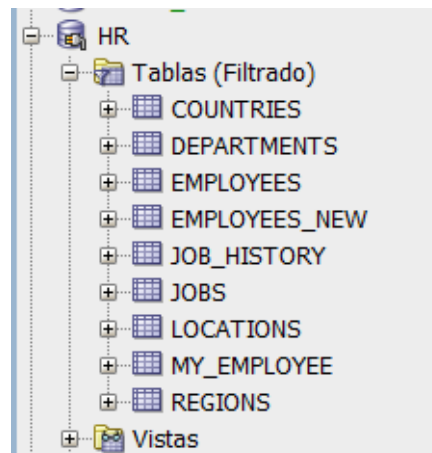 HR
Tablas (Filtrado)
COUNTRIES
DEPARTMENTS
EMPLOYEES
EMPLOYEES_NEW
JOB_HISTORY
JOBS
LOCATIONS
MY_EMPLOYEE
REGIONS
Vistas